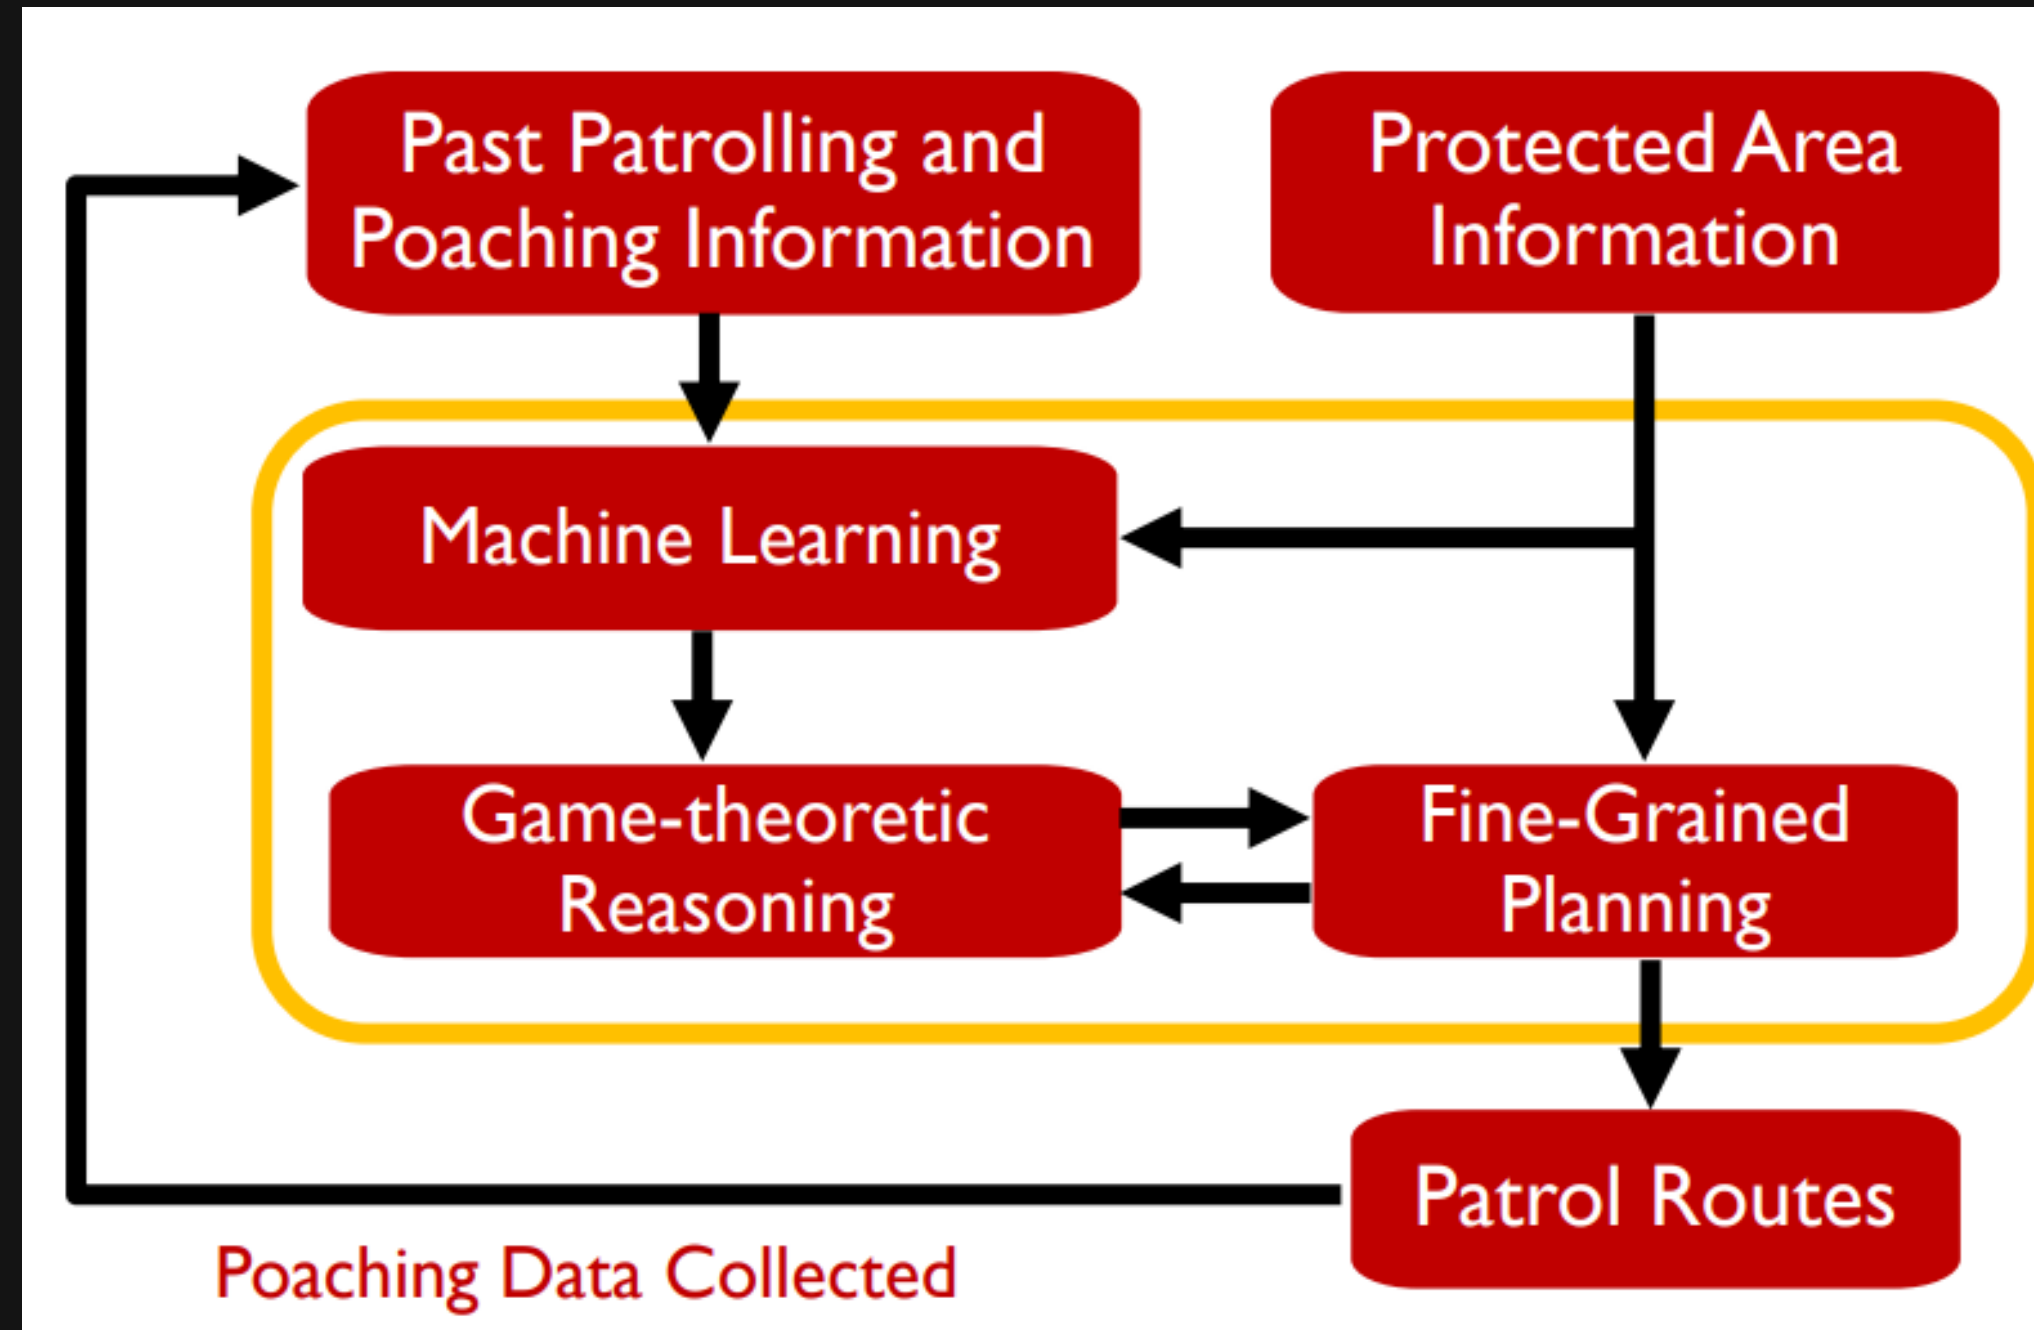 Past Patrolling and
Poaching Information
Protected Area
Information
Machine Learning
Game-theoretic
Reasoning
Fine-Grained
Planning
Patrol Routes
Poaching Data Collected